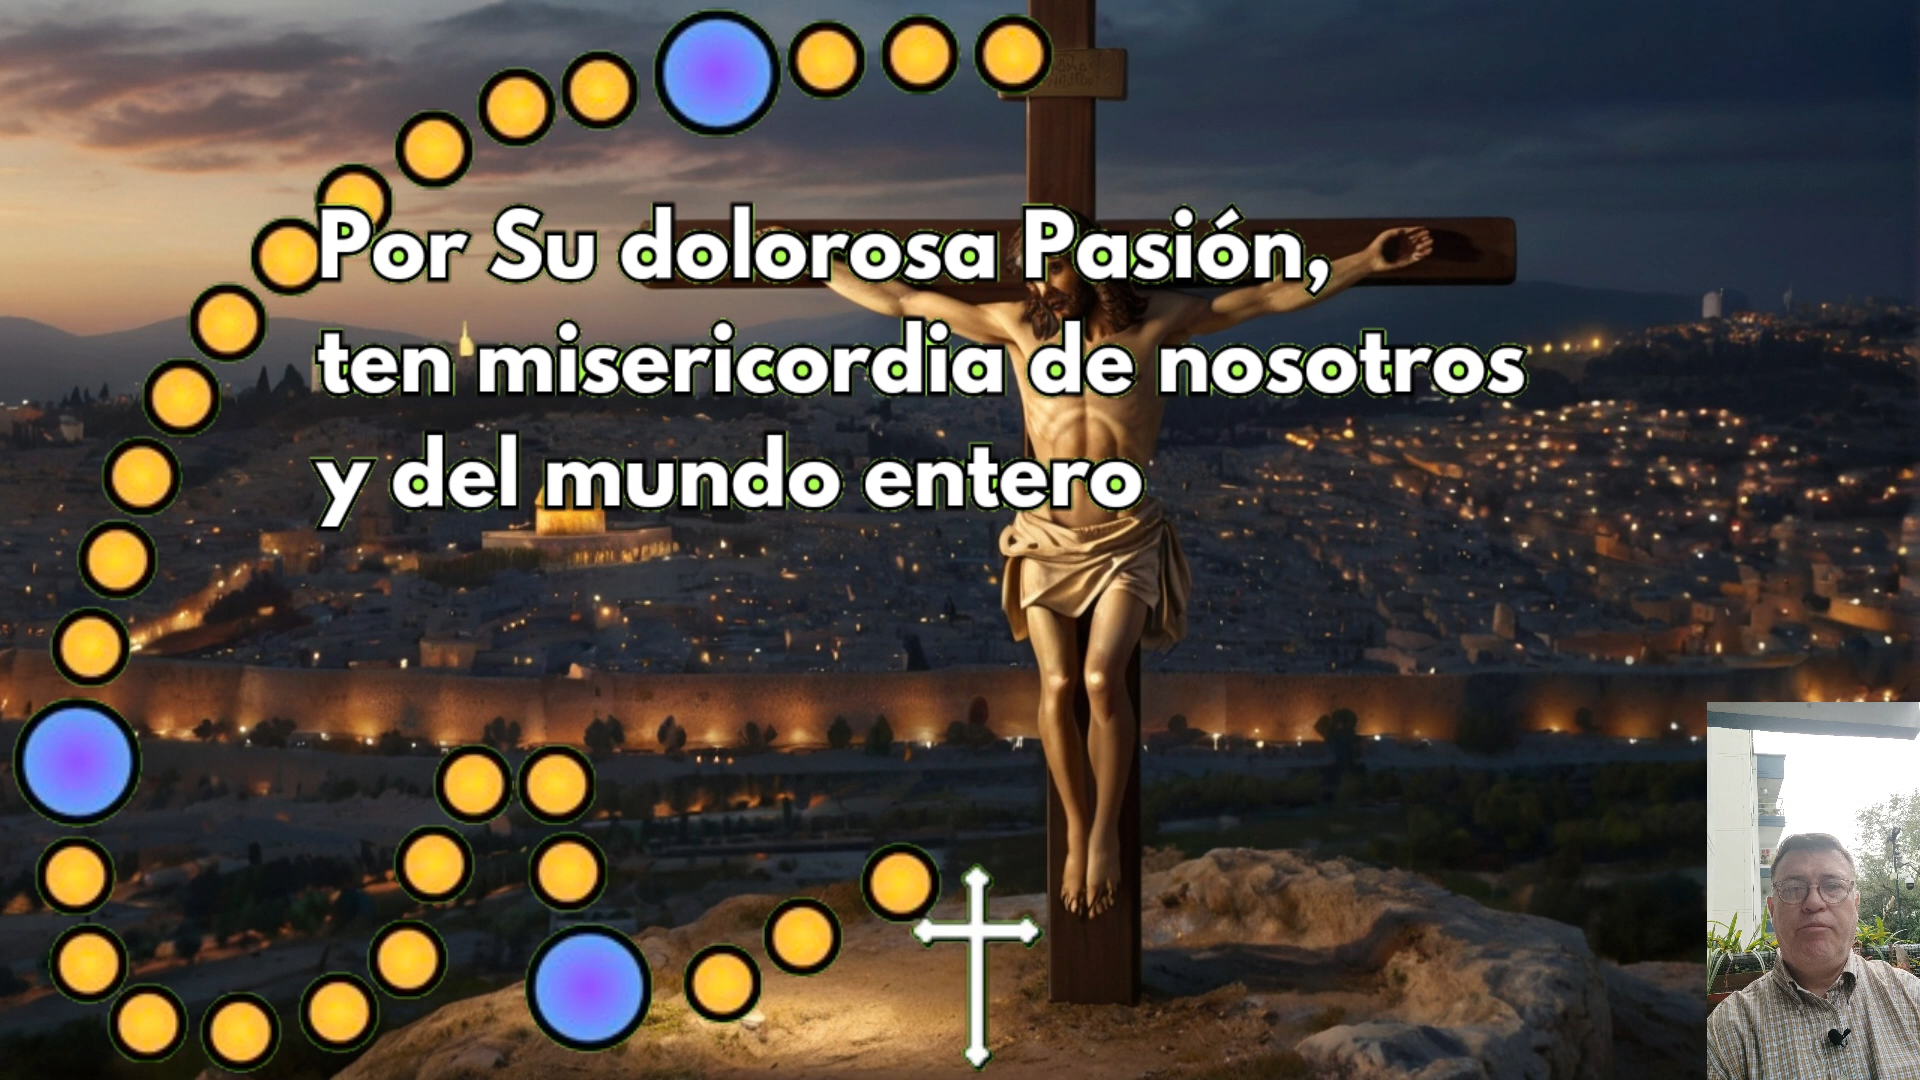 Por Su dolorosa Pasión,
ten misericordia de nosotros
y del mundo entero